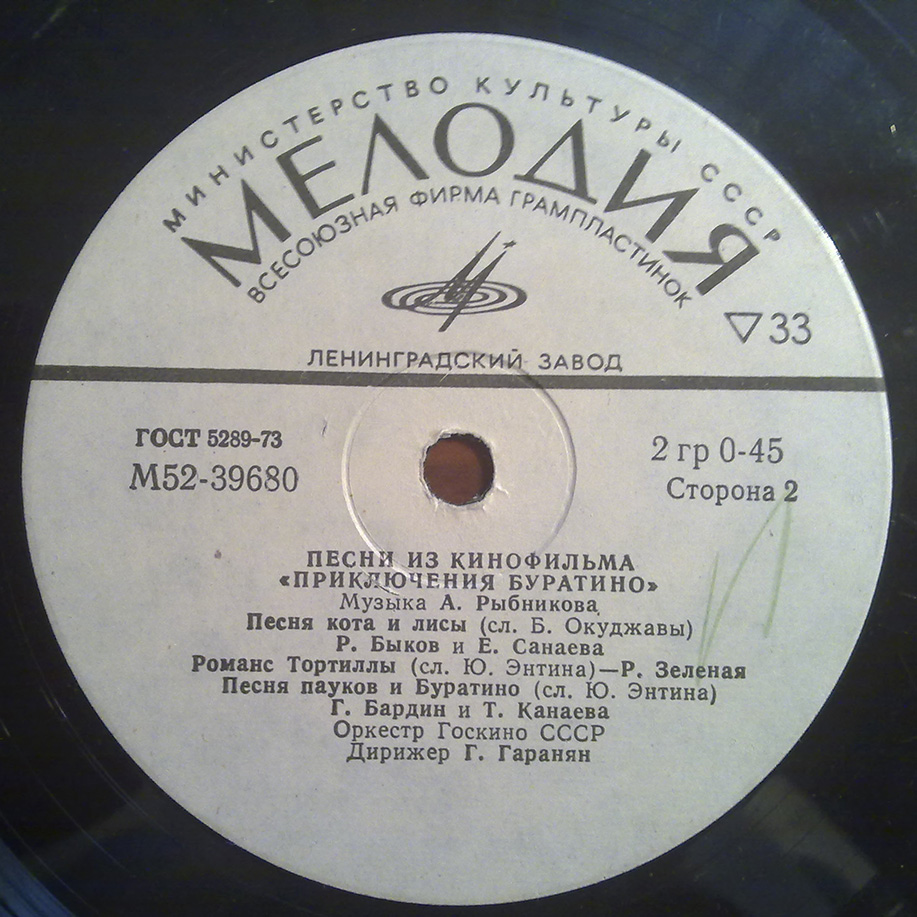 МИНИСТЕРСТВО КУЛЬТУРЫ СССР
МЕЛОДИЯ
ВСЕСОЮЗНАЯ ФИРМА ГРАМПЛАСТИНОК
▽33
ЛЕНИНГРАДСКИЙ ЗАВОД
ГОСТ 5289-73
М52-39680
2 гр 0-45
Сторона 2
ПЕСНИ ИЗ КИНОФИЛЬМА
«ПРИКЛЮЧЕНИЯ БУРАТИНО»
Музыка А. Рыбникова
Песня кота и лисы (сл. Б. Окуджавы)
Р. Быков и Е. Санаева
Романс Тортиллы (сл. Ю. Энтина)—Р. Зеленая
Песня пауков и Буратино (сл. Ю. Энтина)
Г. Бардин и Т. Канаева
Оркестр Госкино СССР
Дирижер Г. Гаранян